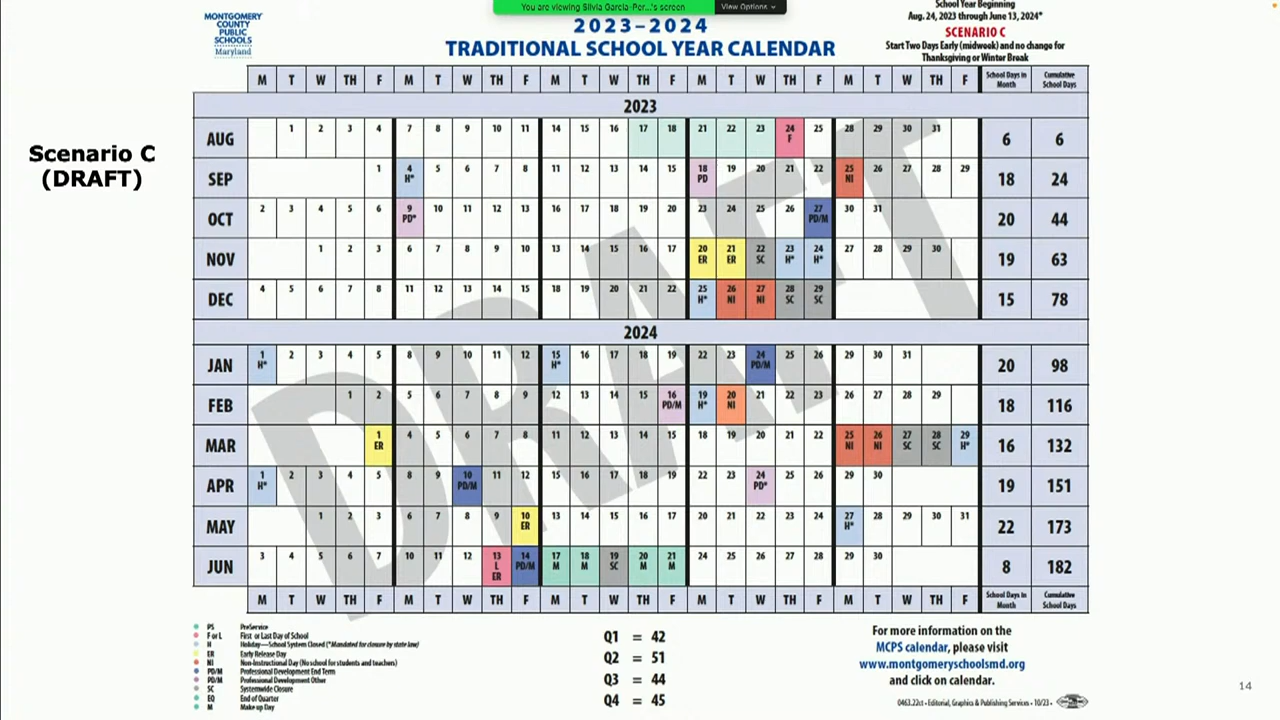 You are viewing Silvia Garcia-Per...'s screen View Options
MONTGOMERY
COUNTY
PUBLIC
SCHOOLS
Maryland
2023–2024
TRADITIONAL SCHOOL YEAR CALENDAR
School Year Beginning
Aug. 24, 2023 through June 13, 2024*
SCENARIO C
Start Two Days Early (midweek) and no change for
Thanksgiving or Winter Break
Scenario C
(DRAFT)
M T W TH F M T W TH F M T W TH F M T W TH F M T W TH F School Days in Month Cumulative School Days
2023
AUG 1 2 3 4 7 8 9 10 11 14 15 16 17 18 21 22 23 24 F 25 28 29 30 31 6 6
SEP 1 4 H* 5 6 7 8 11 12 13 14 15 18 PD 19 20 21 22 25 NI 26 27 28 29 18 24
OCT 2 3 4 5 6 9 PD* 10 11 12 13 16 17 18 19 20 23 24 25 26 27 PD/M 30 31 20 44
NOV 1 2 3 6 7 8 9 10 13 14 15 16 17 20 ER 21 ER 22 SC 23 H* 24 H* 27 28 29 30 19 63
DEC 4 5 6 7 8 11 12 13 14 15 18 19 20 21 22 25 H* 26 NI 27 NI 28 SC 29 SC 15 78
2024
JAN 1 H* 2 3 4 5 8 9 10 11 12 15 H* 16 17 18 19 22 23 24 PD/M 25 26 29 30 31 20 98
FEB 1 2 5 6 7 8 9 12 13 14 15 16 PD/M 19 H* 20 NI 21 22 23 26 27 28 29 18 116
MAR 1 ER 4 5 6 7 8 11 12 13 14 15 18 19 20 21 22 25 NI 26 NI 27 SC 28 SC 29 H* 16 132
APR 1 H* 2 3 4 5 8 9 10 PD/M 11 12 15 16 17 18 19 22 23 24 PD* 25 26 29 30 19 151
MAY 1 2 3 6 7 8 9 10 ER 13 14 15 16 17 20 21 22 23 24 27 H* 28 29 30 31 22 173
JUN 3 4 5 6 7 10 11 12 13 L ER 14 PD/M 17 M 18 M 19 SC 20 M 21 M 24 25 26 27 28 29 30 8 182
M T W TH F M T W TH F M T W TH F M T W TH F M T W TH F School Days in Month Cumulative School Days
DRAFT
PS PreService
F or L First or Last Day of School
H Holiday—School System Closed (*Mandated for closure by state law)
ER Early Release Day
NI Non-Instructional Day (No school for students and teachers)
PD/M Professional Development End Term
PD/M Professional Development Other
SC Systemwide Closure
EQ End of Quarter
M Make up Day
Q1 = 42
Q2 = 51
Q3 = 44
Q4 = 45
For more information on the
MCPS calendar, please visit
www.montgomeryschoolsmd.org
and click on calendar.
0463.22ct • Editorial, Graphics & Publishing Services • 10/23 •
14